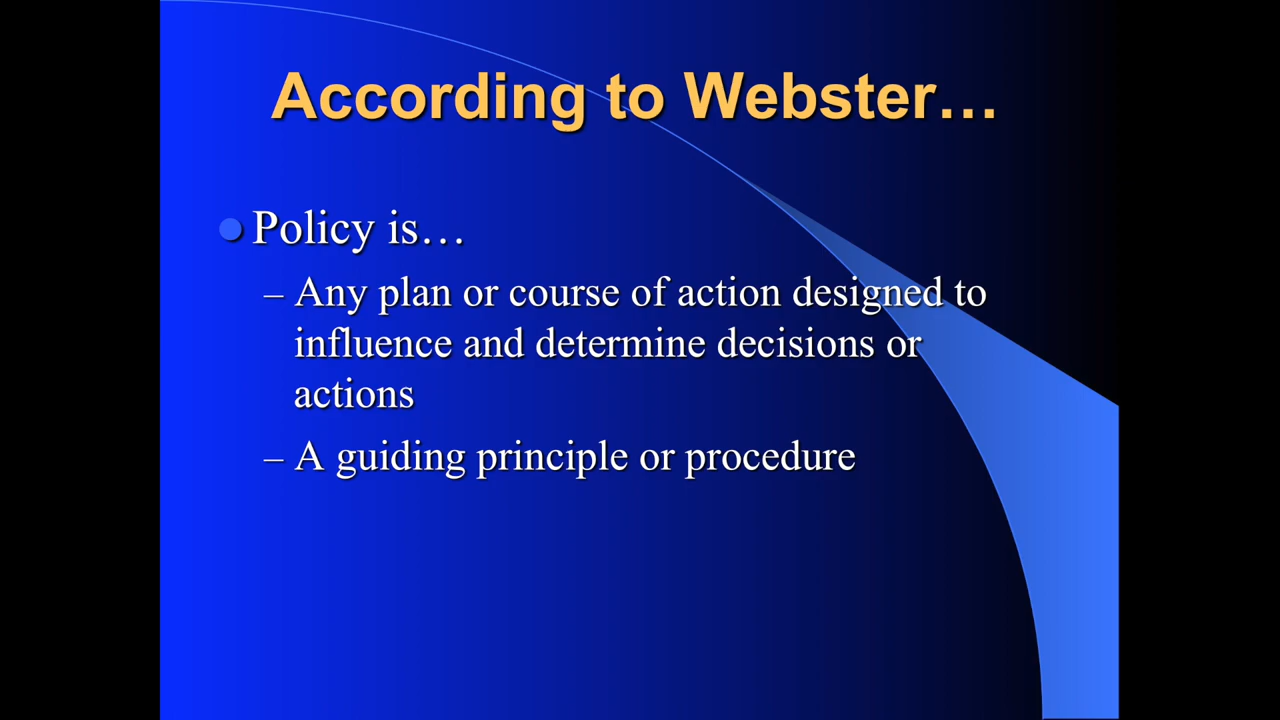 According to Webster…
Policy is…
– Any plan or course of action designed to
influence and determine decisions or
actions
– A guiding principle or procedure